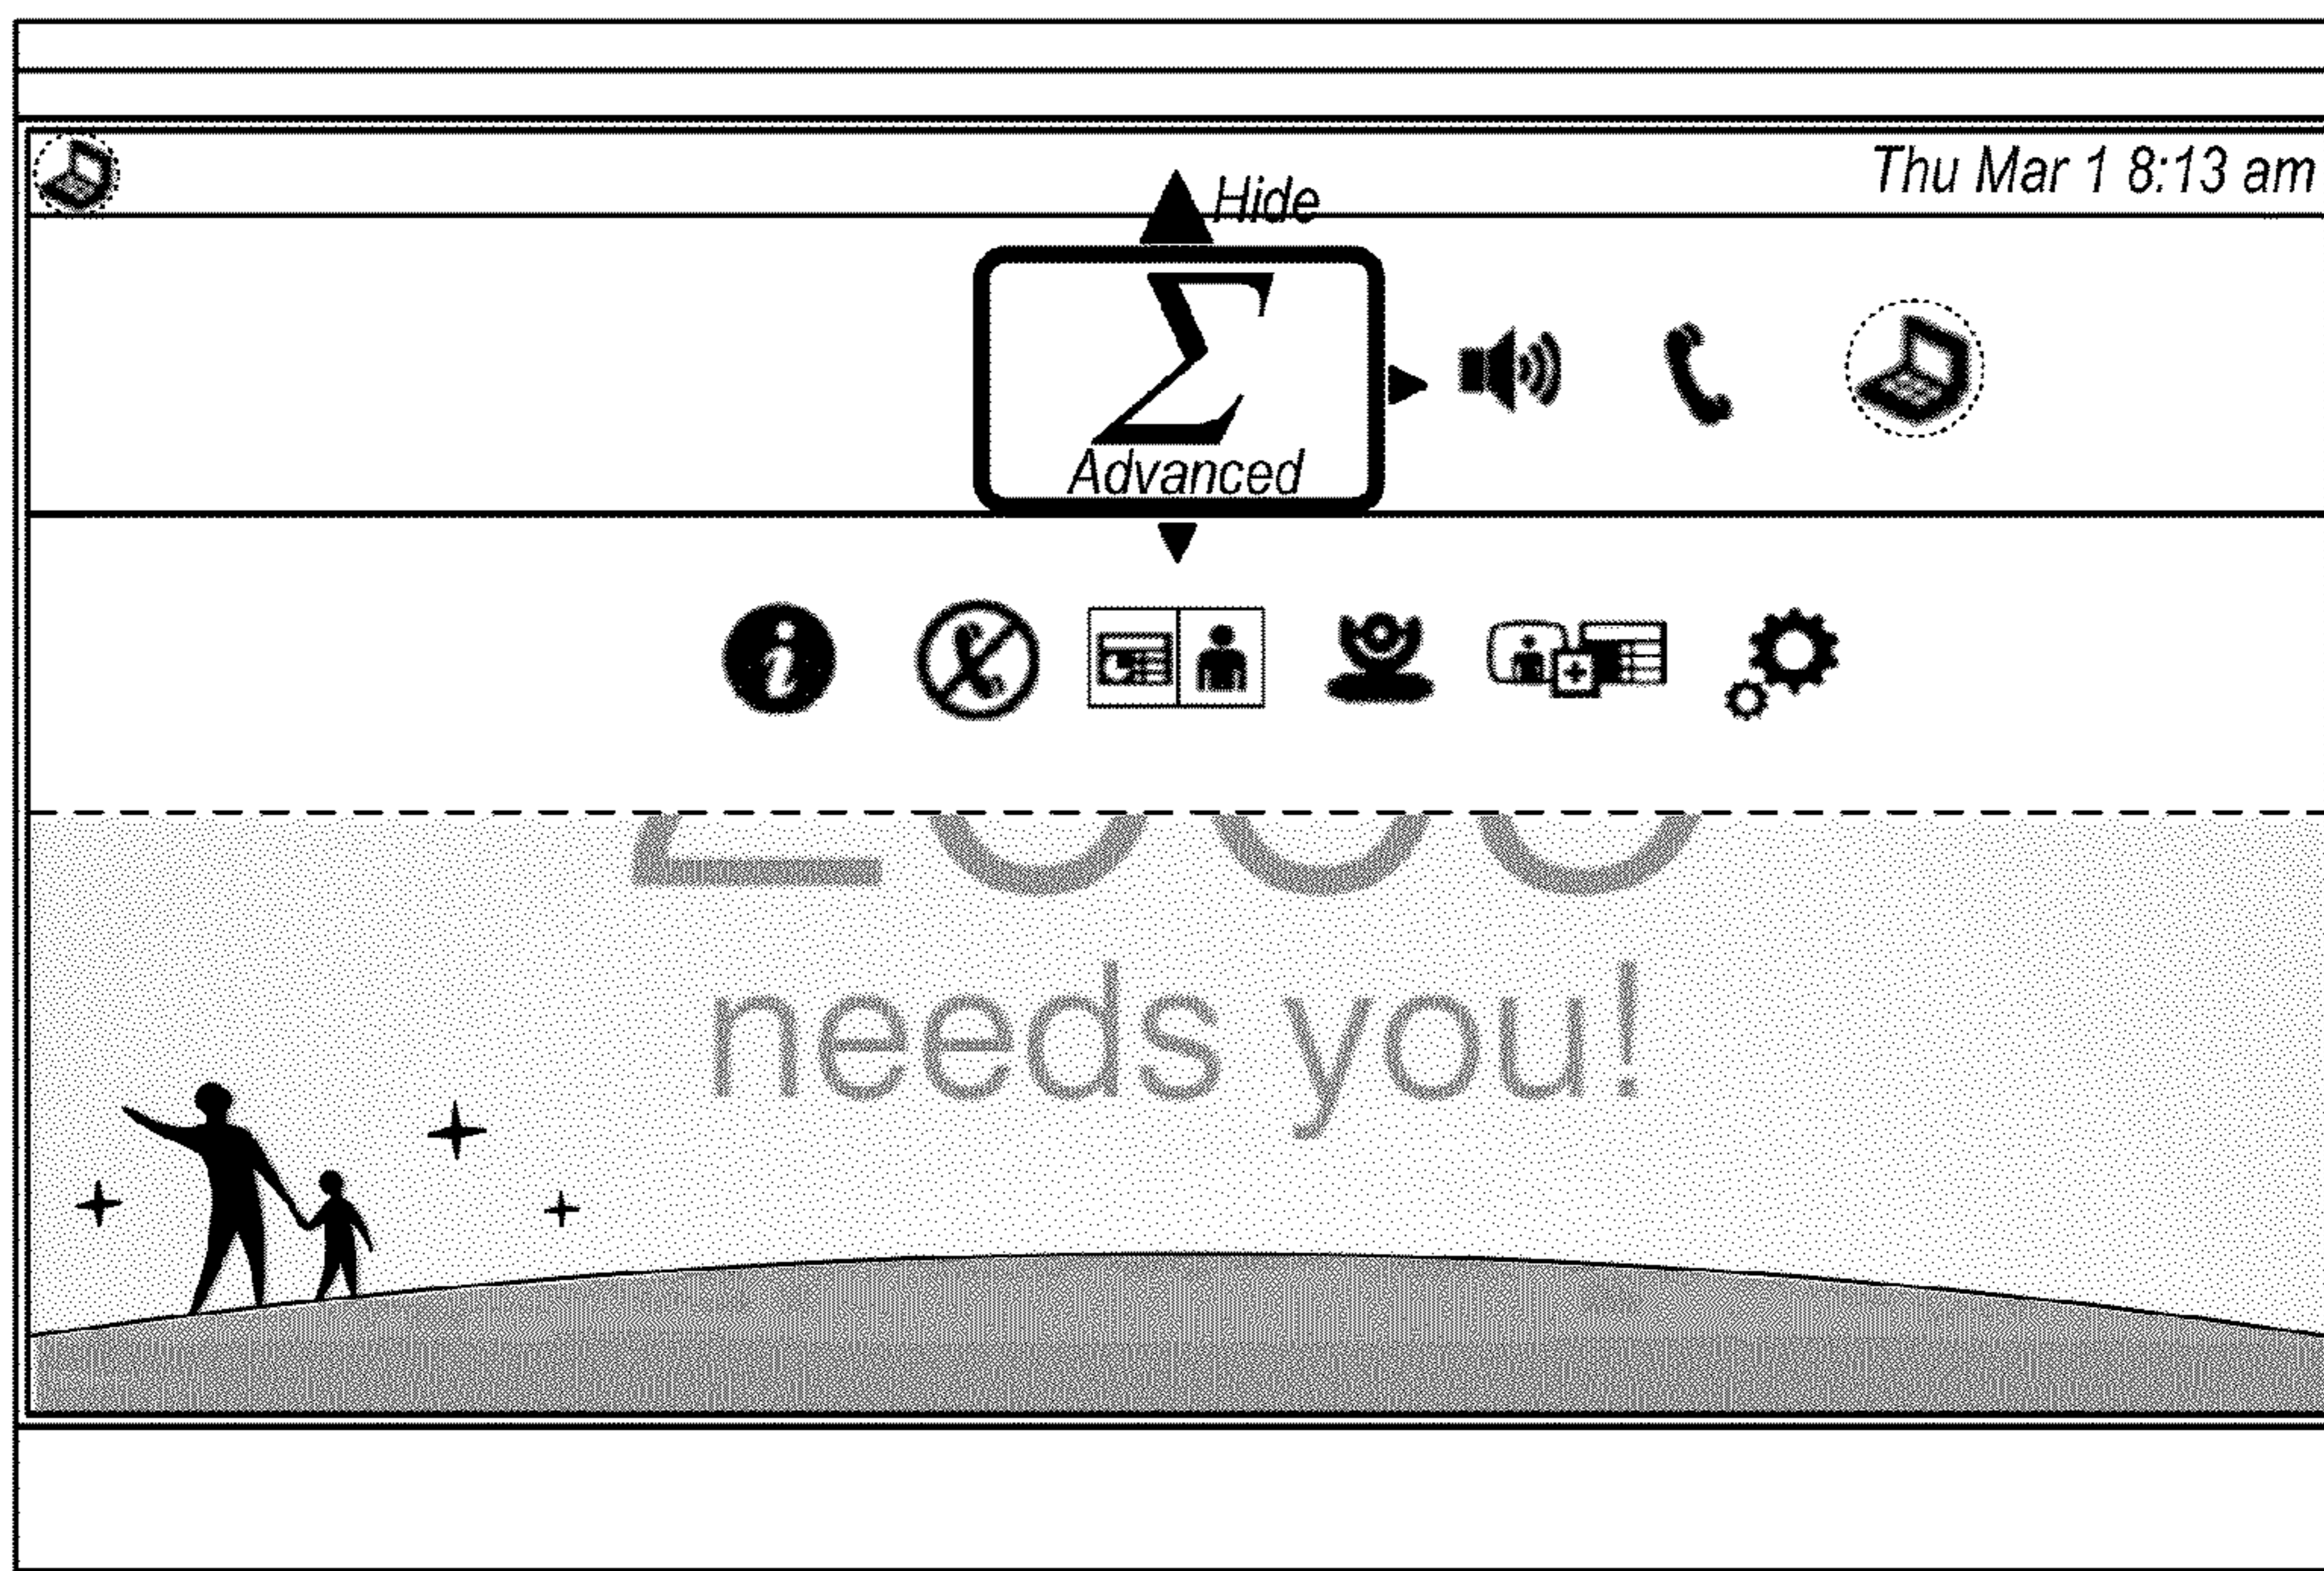 Thu Mar 1 8:13 am
Hide
Σ
Advanced
i
needs you!